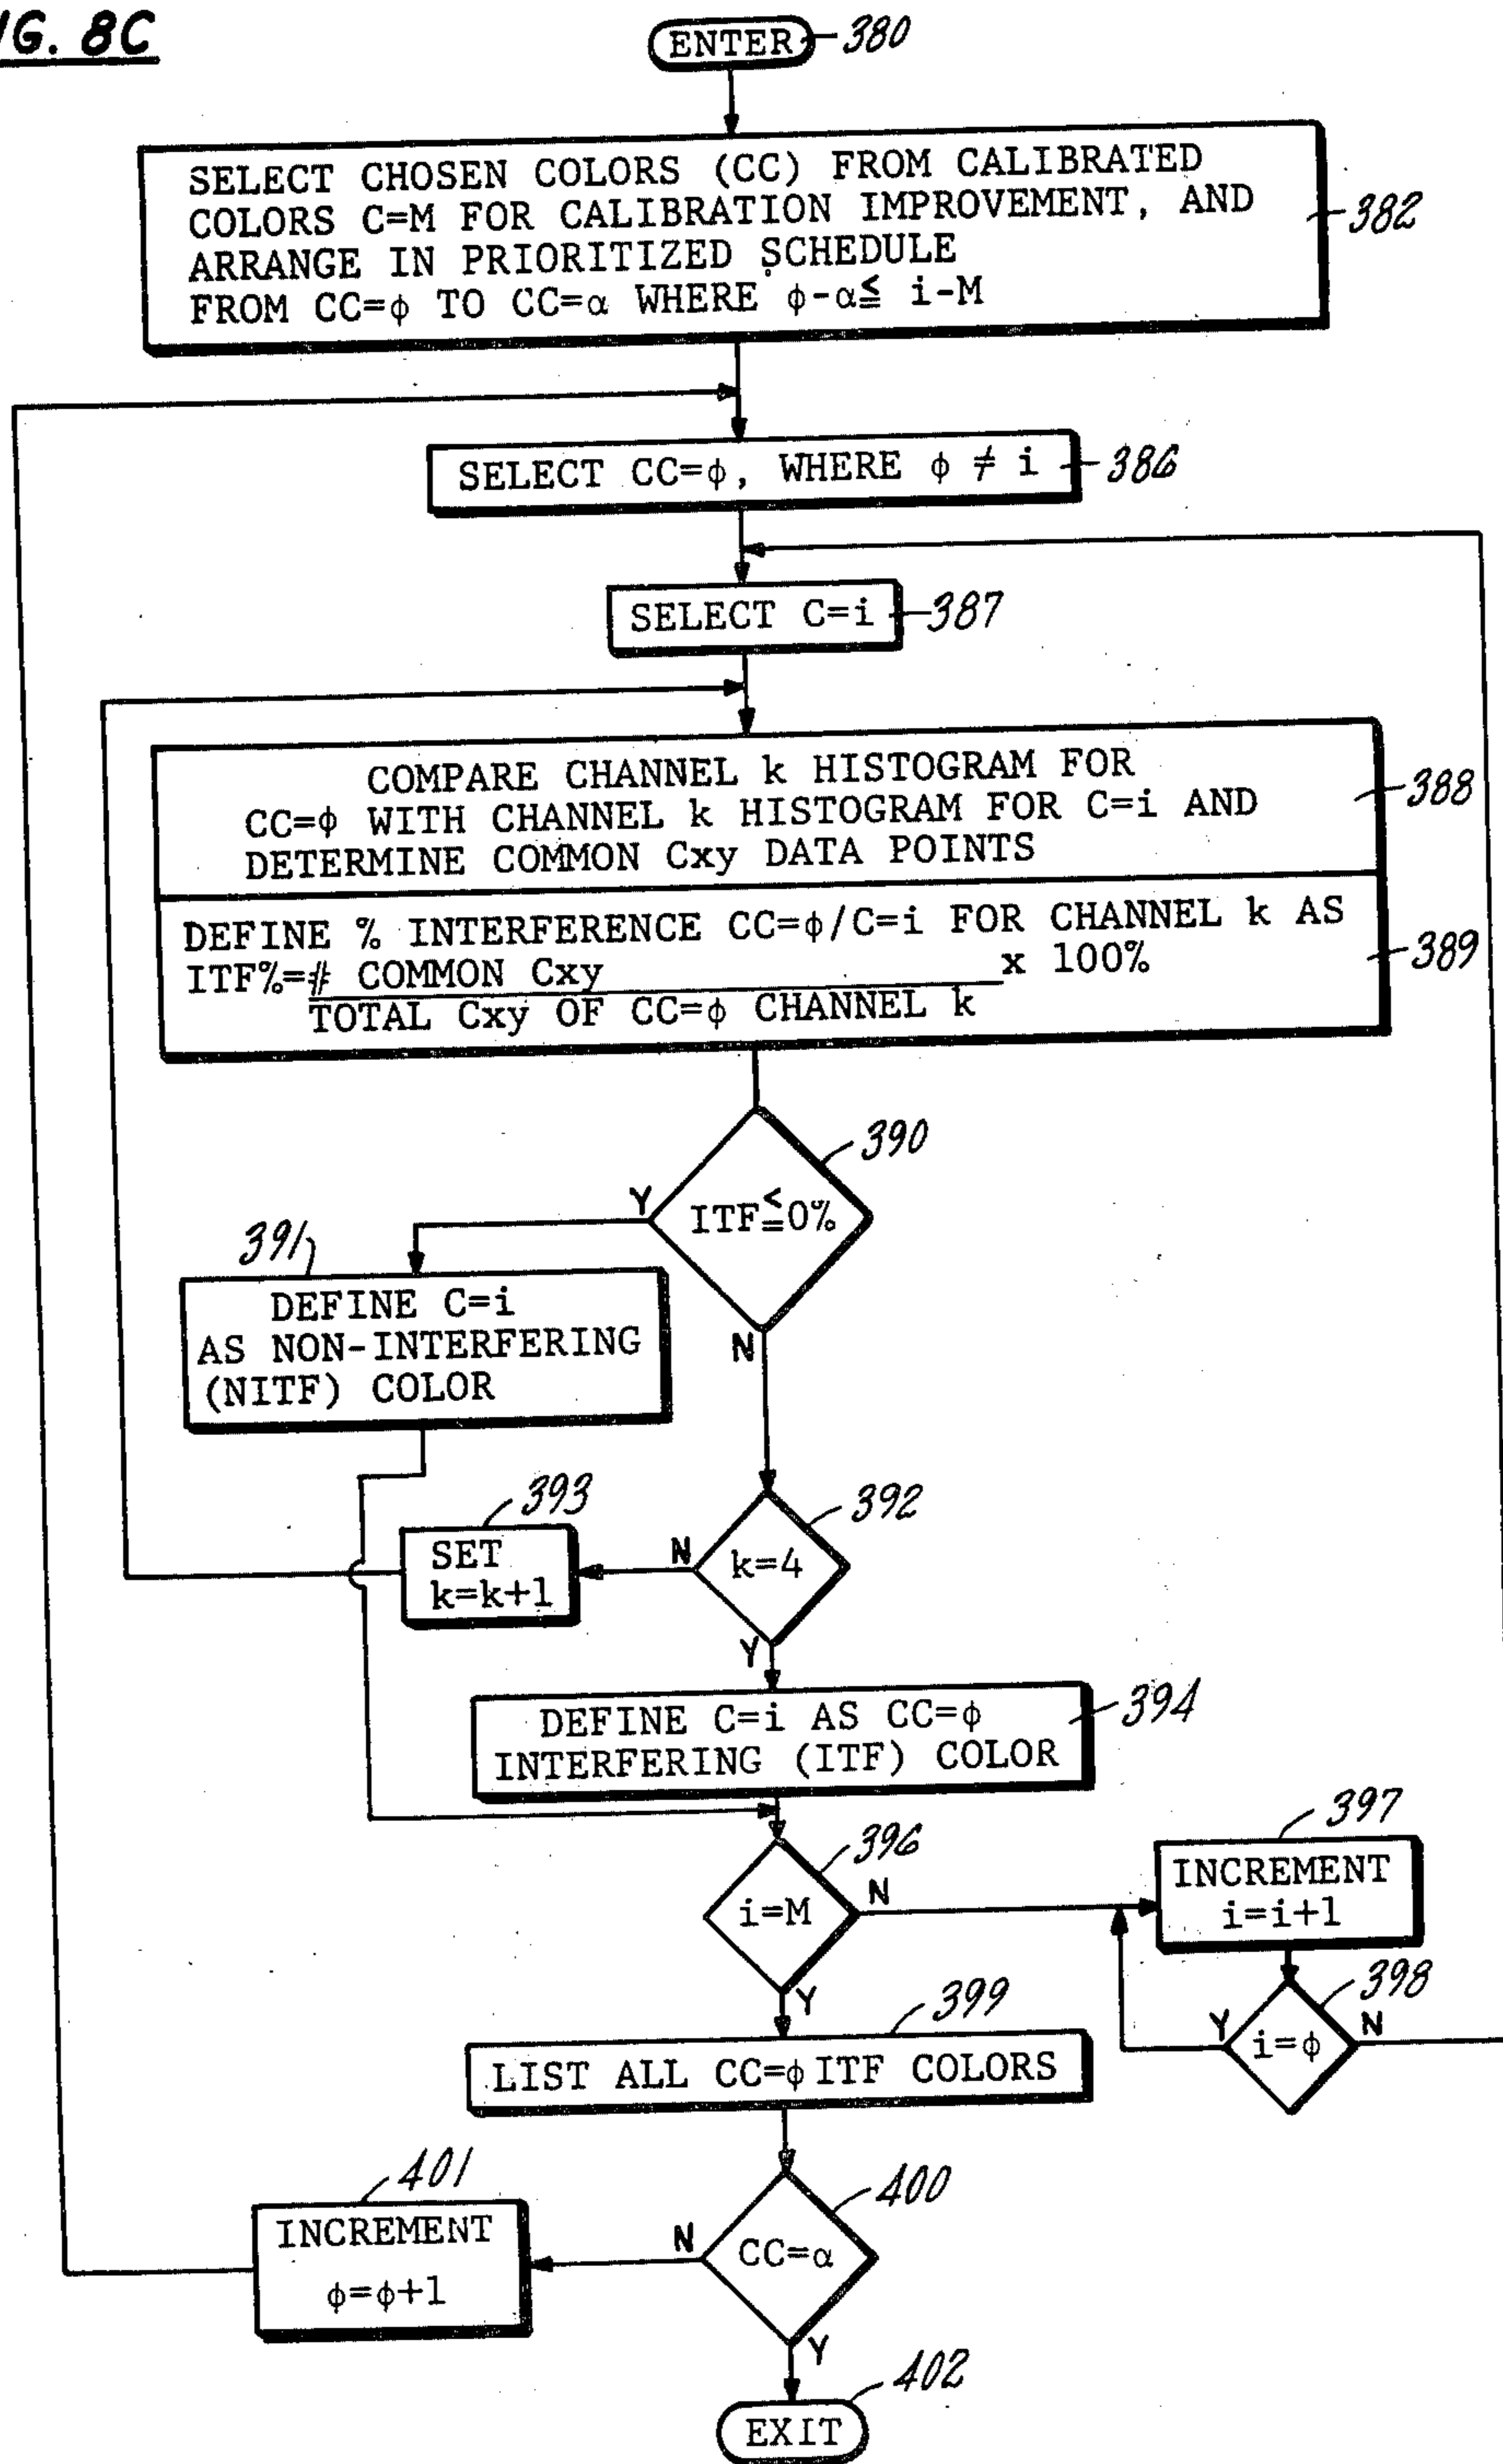 IG. 8C
ENTER 380
SELECT CHOSEN COLORS (CC) FROM CALIBRATED
COLORS C=M FOR CALIBRATION IMPROVEMENT, AND
ARRANGE IN PRIORITIZED SCHEDULE
FROM CC=ϕ TO CC=α WHERE ϕ-α≦ i-M
382
SELECT CC=ϕ, WHERE ϕ ≠ i 386
SELECT C=i 387
COMPARE CHANNEL k HISTOGRAM FOR
CC=ϕ WITH CHANNEL k HISTOGRAM FOR C=i AND
DETERMINE COMMON Cxy DATA POINTS
388
DEFINE % INTERFERENCE CC=ϕ/C=i FOR CHANNEL k AS
ITF%=# COMMON Cxy x 100%
TOTAL Cxy OF CC=ϕ CHANNEL k
389
390
ITF≦0%
Y
N
391
DEFINE C=i
AS NON-INTERFERING
(NITF) COLOR
392
k=4
N
Y
393
SET
k=k+1
DEFINE C=i AS CC=ϕ
INTERFERING (ITF) COLOR
394
396
i=M
N
Y
397
INCREMENT
i=i+1
398
i=ϕ
Y
N
399
LIST ALL CC=ϕ ITF COLORS
400
CC=α
N
Y
401
INCREMENT
ϕ=ϕ+1
402
EXIT